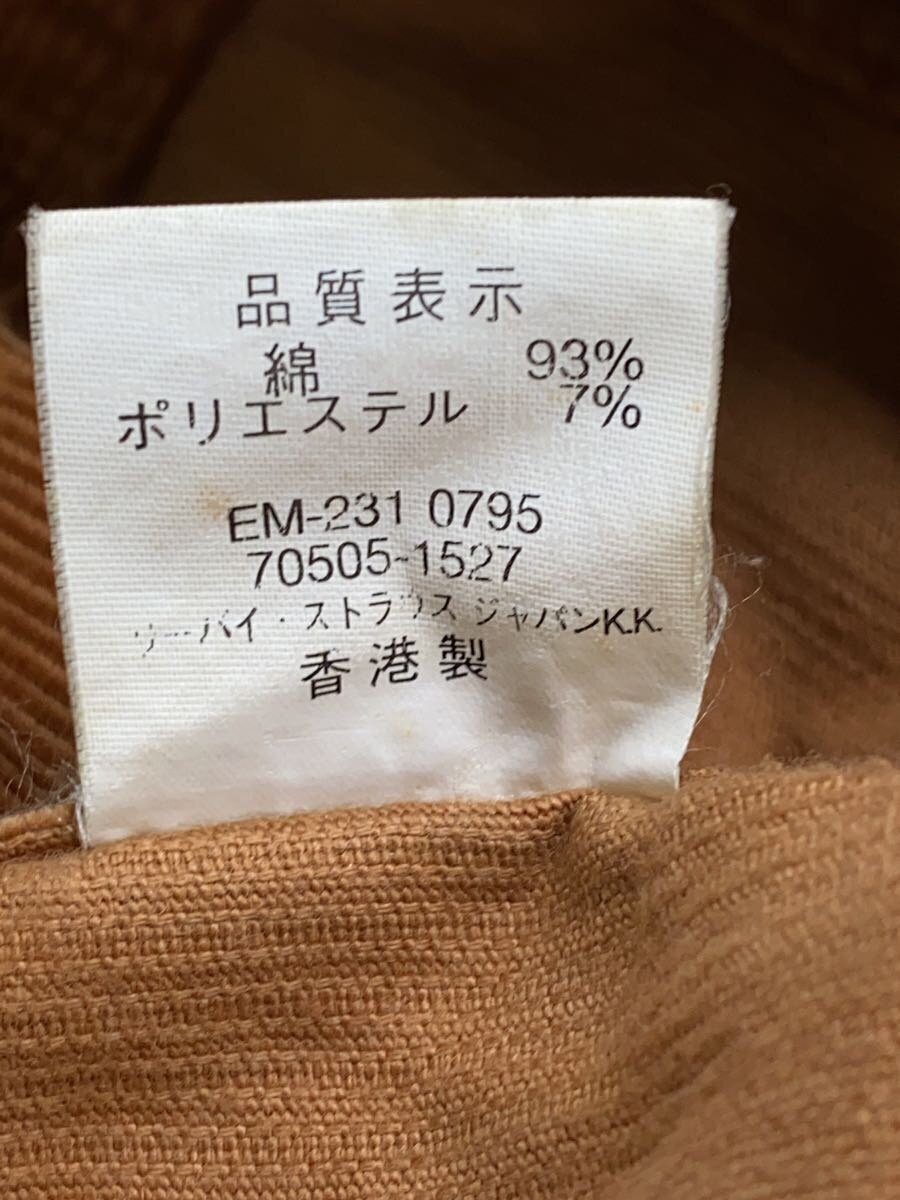 品質表示
綿 93%
ポリエステル 7%
EM-231 0795
70505-1527
リーバイ・ストラウス ジャパンK.K.
香港製